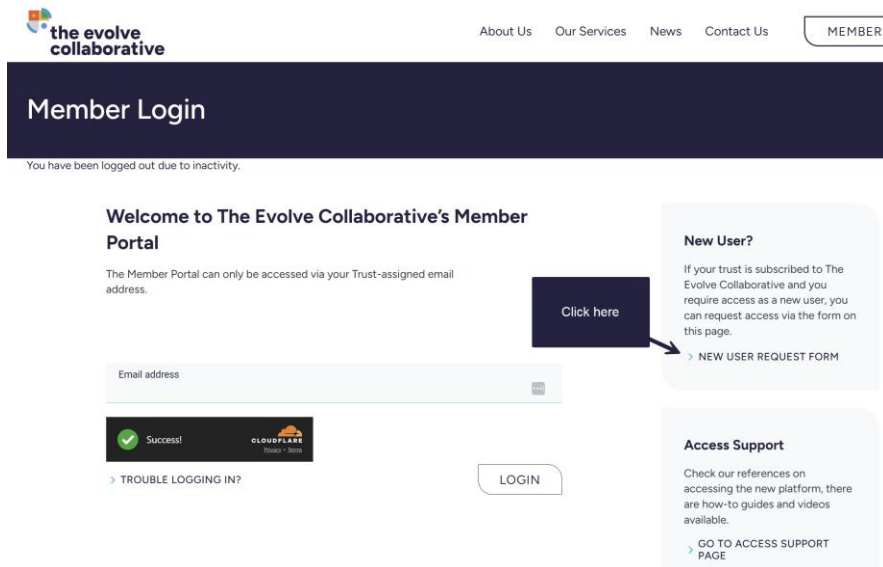 the evolve
collaborative
About Us Our Services News Contact Us MEMBER
Member Login
You have been logged out due to inactivity.
Welcome to The Evolve Collaborative's Member
Portal
The Member Portal can only be accessed via your Trust-assigned email
address.
Click here
Email address
Success!
CLOUDFLARE
Privacy • Terms
TROUBLE LOGGING IN?
LOGIN
New User?
If your trust is subscribed to The
Evolve Collaborative and you
require access as a new user, you
can request access via the form on
this page.
NEW USER REQUEST FORM
Access Support
Check our references on
accessing the new platform, there
are how-to guides and videos
available.
GO TO ACCESS SUPPORT
PAGE